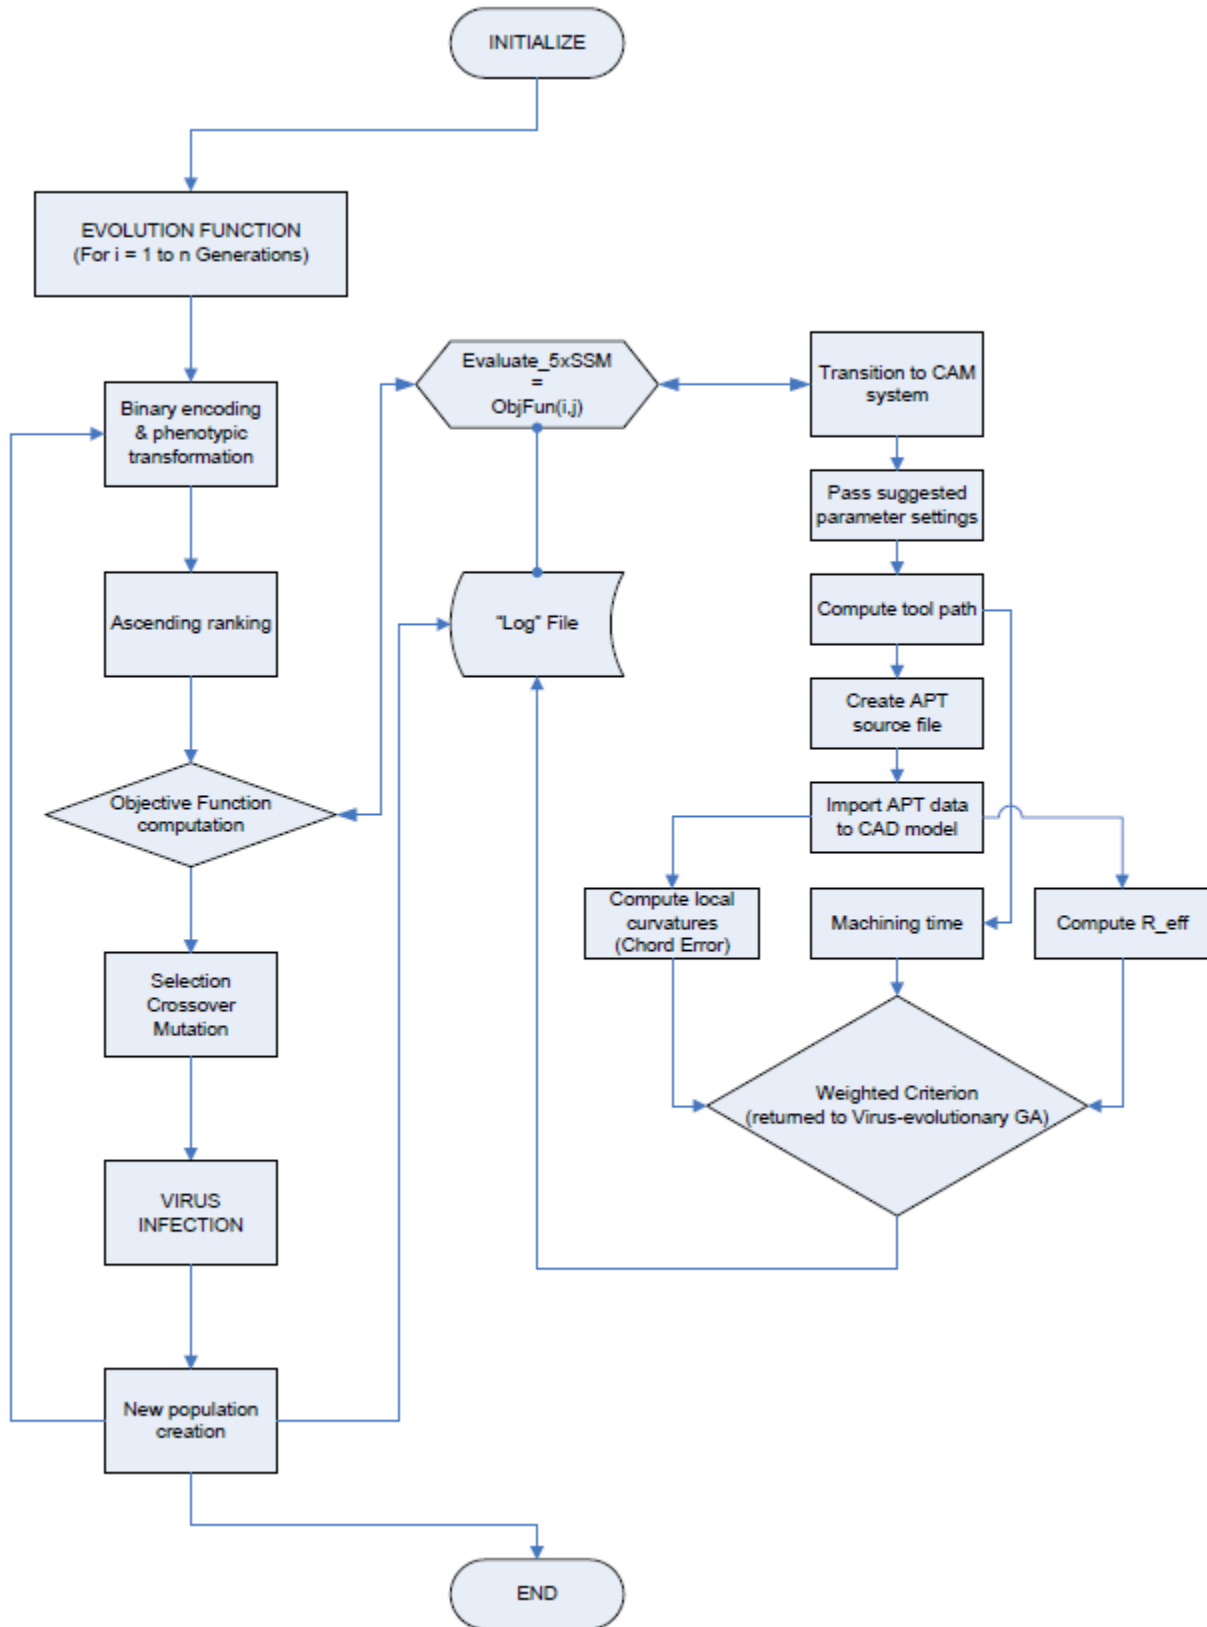 INITIALIZE
EVOLUTION FUNCTION
(For i = 1 to n Generations)
Binary encoding
& phenotypic
transformation
Ascending ranking
Objective Function
computation
Selection
Crossover
Mutation
VIRUS
INFECTION
New population
creation
END
Evaluate_5xSSM
=
ObjFun(i,j)
"Log" File
Transition to CAM
system
Pass suggested
parameter settings
Compute tool path
Create APT
source file
Import APT data
to CAD model
Compute local
curvatures
(Chord Error)
Machining time
Compute R_eff
Weighted Criterion
(returned to Virus-evolutionary GA)